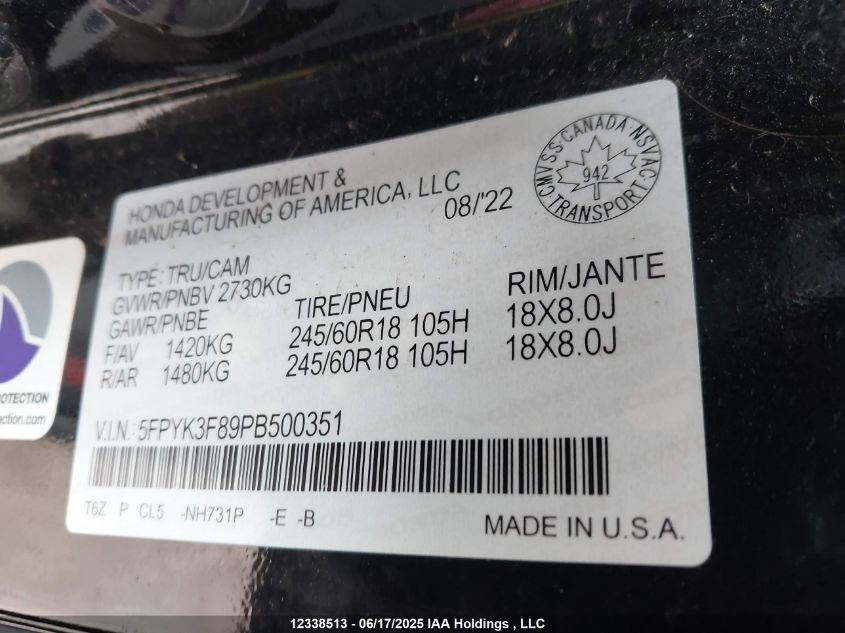 HONDA DEVELOPMENT &
MANUFACTURING OF AMERICA, LLC
08/'22
CMVSS·CANADA·NSVAC
942
TRANSPORT
TYPE: TRU/CAM
GVWR/PNBV 2730KG
GAWR/PNBE TIRE/PNEU RIM/JANTE
F/AV 1420KG 245/60R18 105H 18X8.0J
R/AR 1480KG 245/60R18 105H 18X8.0J
V.I.N.: 5FPYK3F89PB500351
T6Z P CL5 -NH731P -E -B
MADE IN U.S.A.
ction.com
12338513 - 06/17/2025 IAA Holdings , LLC